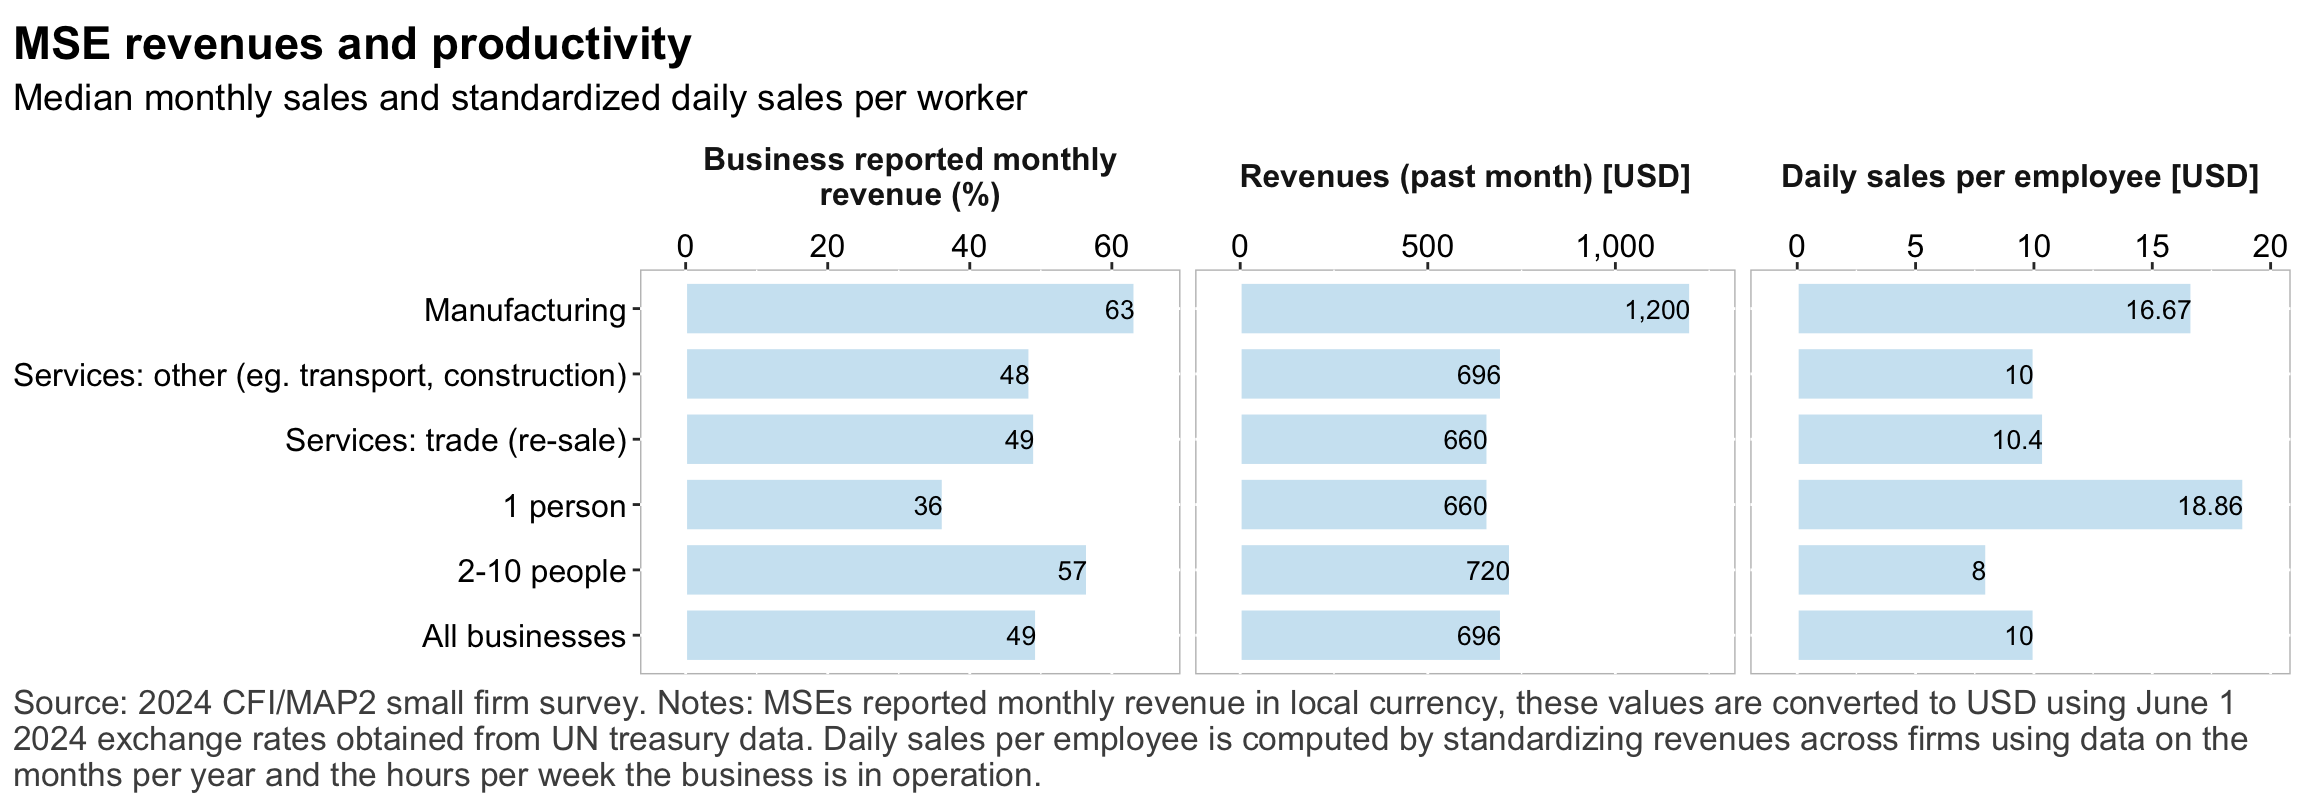 MSE revenues and productivity
Median monthly sales and standardized daily sales per worker
Business reported monthly
revenue (%)
Revenues (past month) [USD]
Daily sales per employee [USD]
0 20 40 60 0 500 1,000 0 5 10 15 20
Manufacturing 63 1,200 16.67
Services: other (eg. transport, construction) 48 696 10
Services: trade (re-sale) 49 660 10.4
1 person 36 660 18.86
2-10 people 57 720 8
All businesses 49 696 10
Source: 2024 CFI/MAP2 small firm survey. Notes: MSEs reported monthly revenue in local currency, these values are converted to USD using June 1
2024 exchange rates obtained from UN treasury data. Daily sales per employee is computed by standardizing revenues across firms using data on the
months per year and the hours per week the business is in operation.